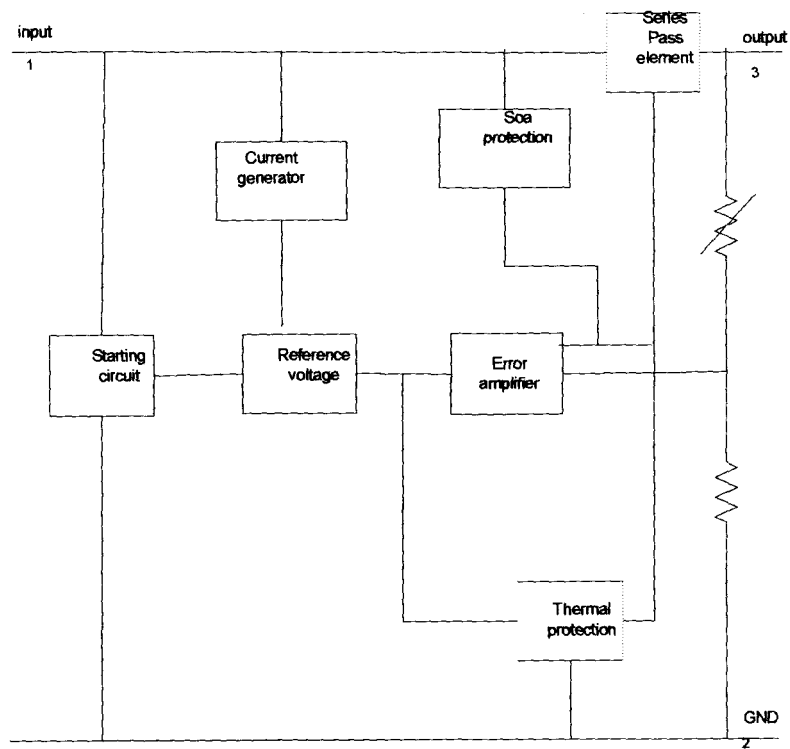 input
1
Series
Pass
element
output
3
Soa
protection
Current
generator
Starting
circuit
Reference
voltage
Error
amplifier
Thermal
protection
GND
2